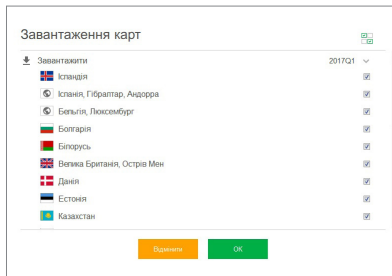 Завантаження карт
Завантажити 2017Q1
Ісландія
Іспанія, Гібралтар, Андорра
Бельгія, Люксембург
Болгарія
Білорусь
Велика Британія, Острів Мен
Данія
Естонія
Казахстан
Відмінити OK